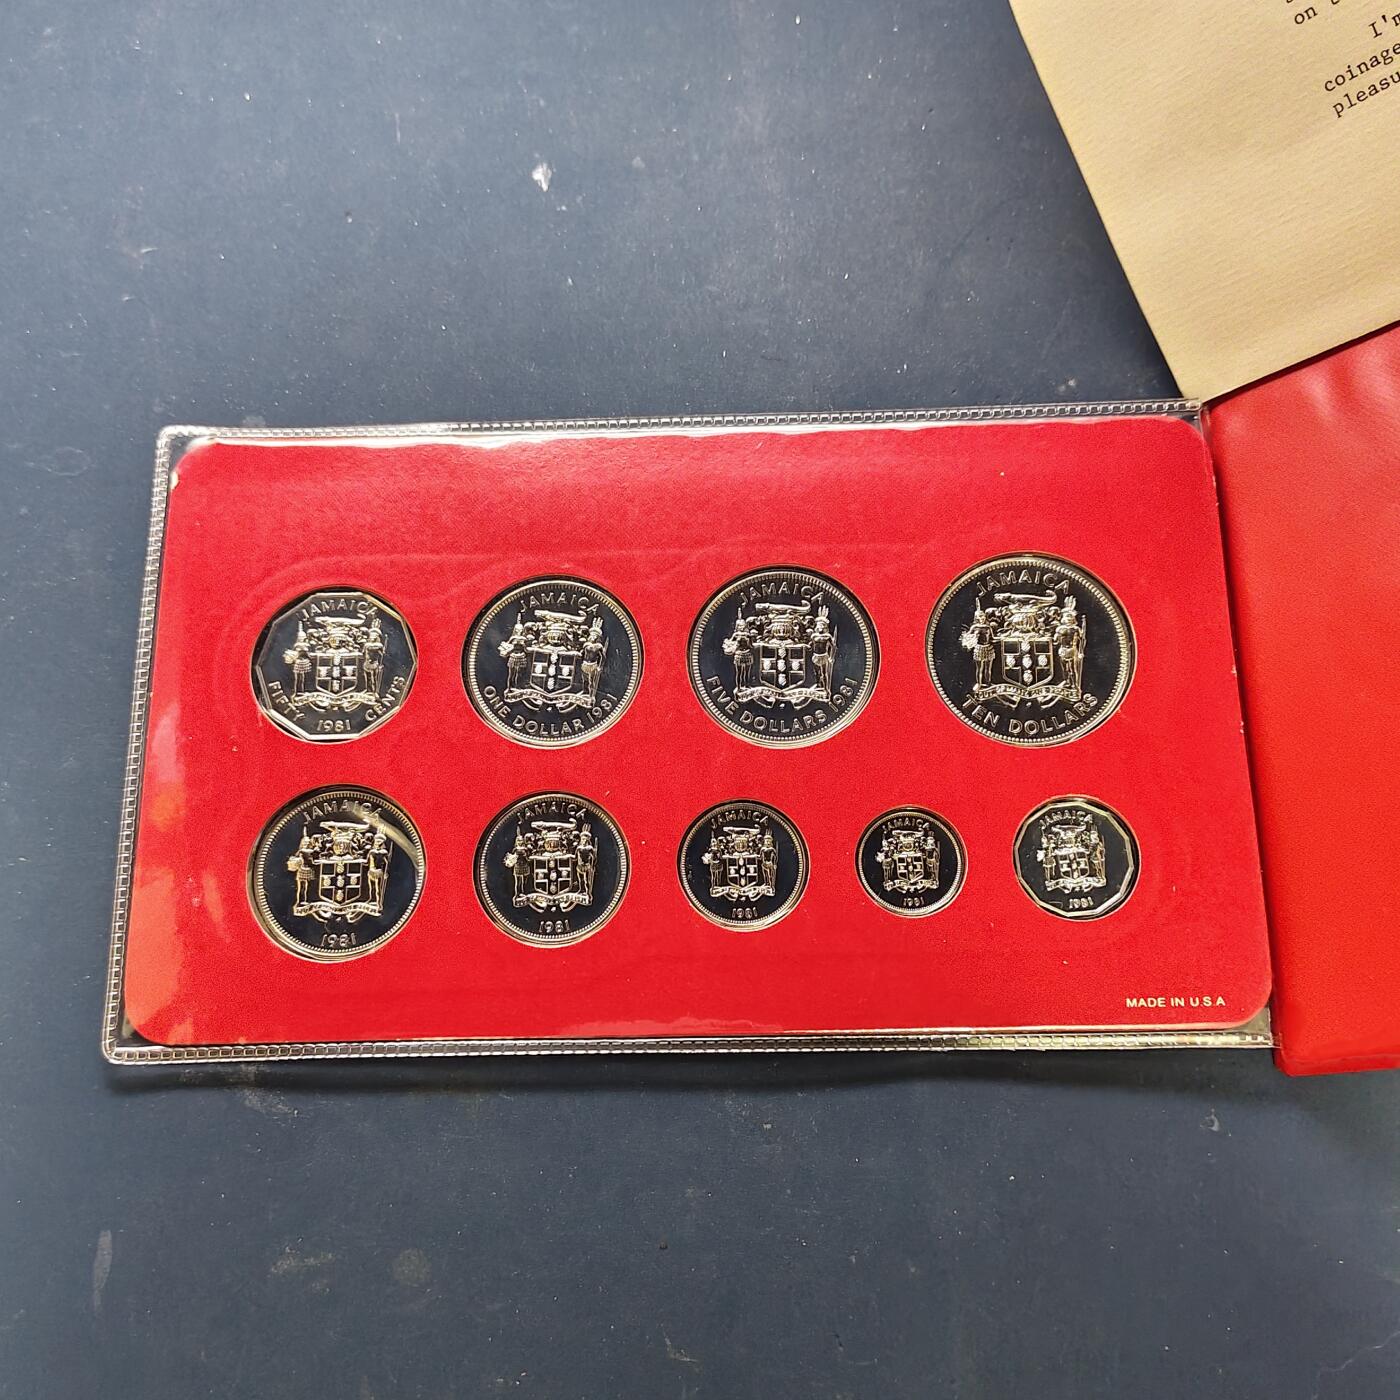 on
I'm
coinage
pleasu
JAMAICA
FIFTY 1981 CENTS
JAMAICA
ONE DOLLAR 1981
JAMAICA
FIVE DOLLARS 1981
JAMAICA
TEN DOLLARS
JAMAICA
1981
JAMAICA
1981
JAMAICA
1981
JAMAICA
1981
JAMAICA
1981
MADE IN U.S.A